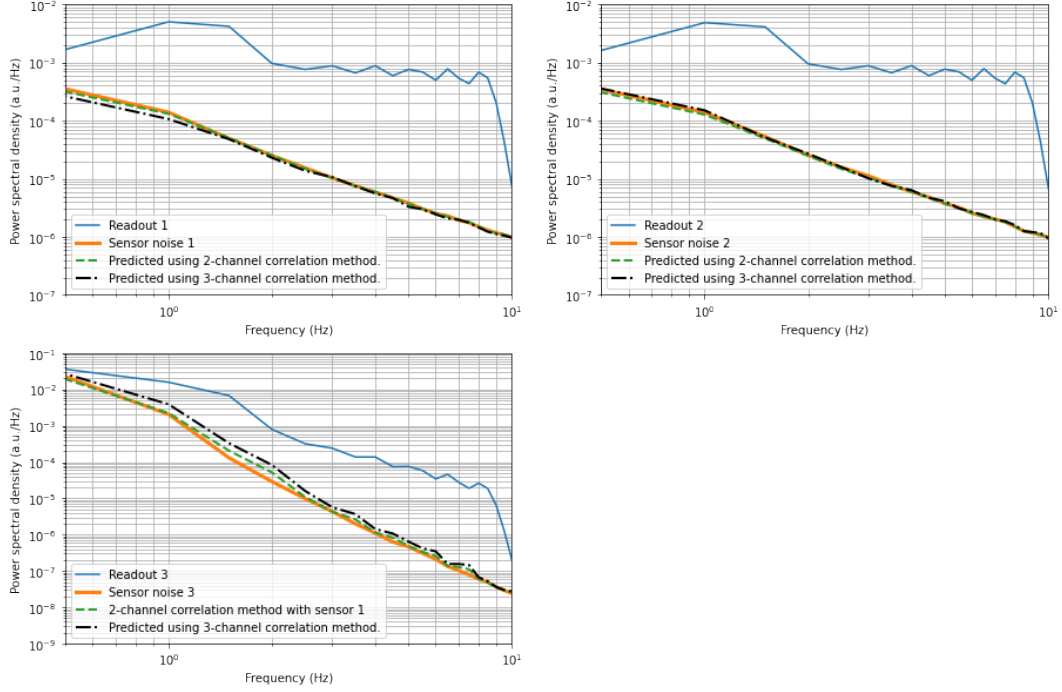 10⁻²
10⁻³
10⁻⁴
10⁻⁵
10⁻⁶
10⁻⁷
Power spectral density (a.u./Hz)
Readout 1
Sensor noise 1
Predicted using 2-channel correlation method.
Predicted using 3-channel correlation method.
10⁰
10¹
Frequency (Hz)
10⁻²
10⁻³
10⁻⁴
10⁻⁵
10⁻⁶
10⁻⁷
Power spectral density (a.u./Hz)
Readout 2
Sensor noise 2
Predicted using 2-channel correlation method.
Predicted using 3-channel correlation method.
10⁰
10¹
Frequency (Hz)
10⁻¹
10⁻²
10⁻³
10⁻⁴
10⁻⁵
10⁻⁶
10⁻⁷
10⁻⁸
10⁻⁹
Power spectral density (a.u./Hz)
Readout 3
Sensor noise 3
2-channel correlation method with sensor 1
Predicted using 3-channel correlation method.
10⁰
10¹
Frequency (Hz)